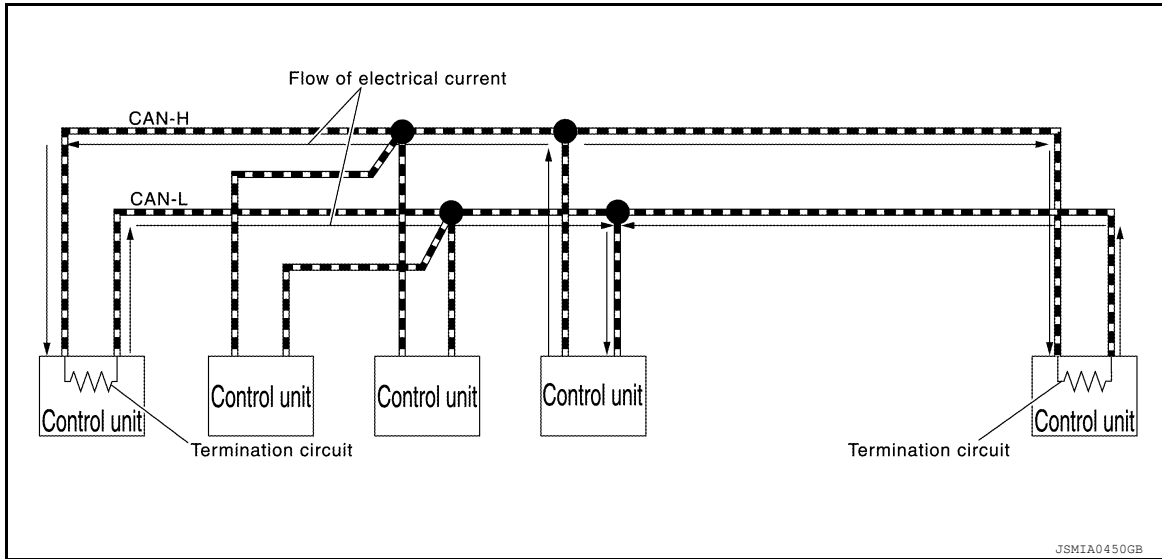 Flow of electrical current
CAN-H
CAN-L
Control unit
Control unit
Control unit
Control unit
Control unit
Termination circuit
Termination circuit
JSMIA0450GB